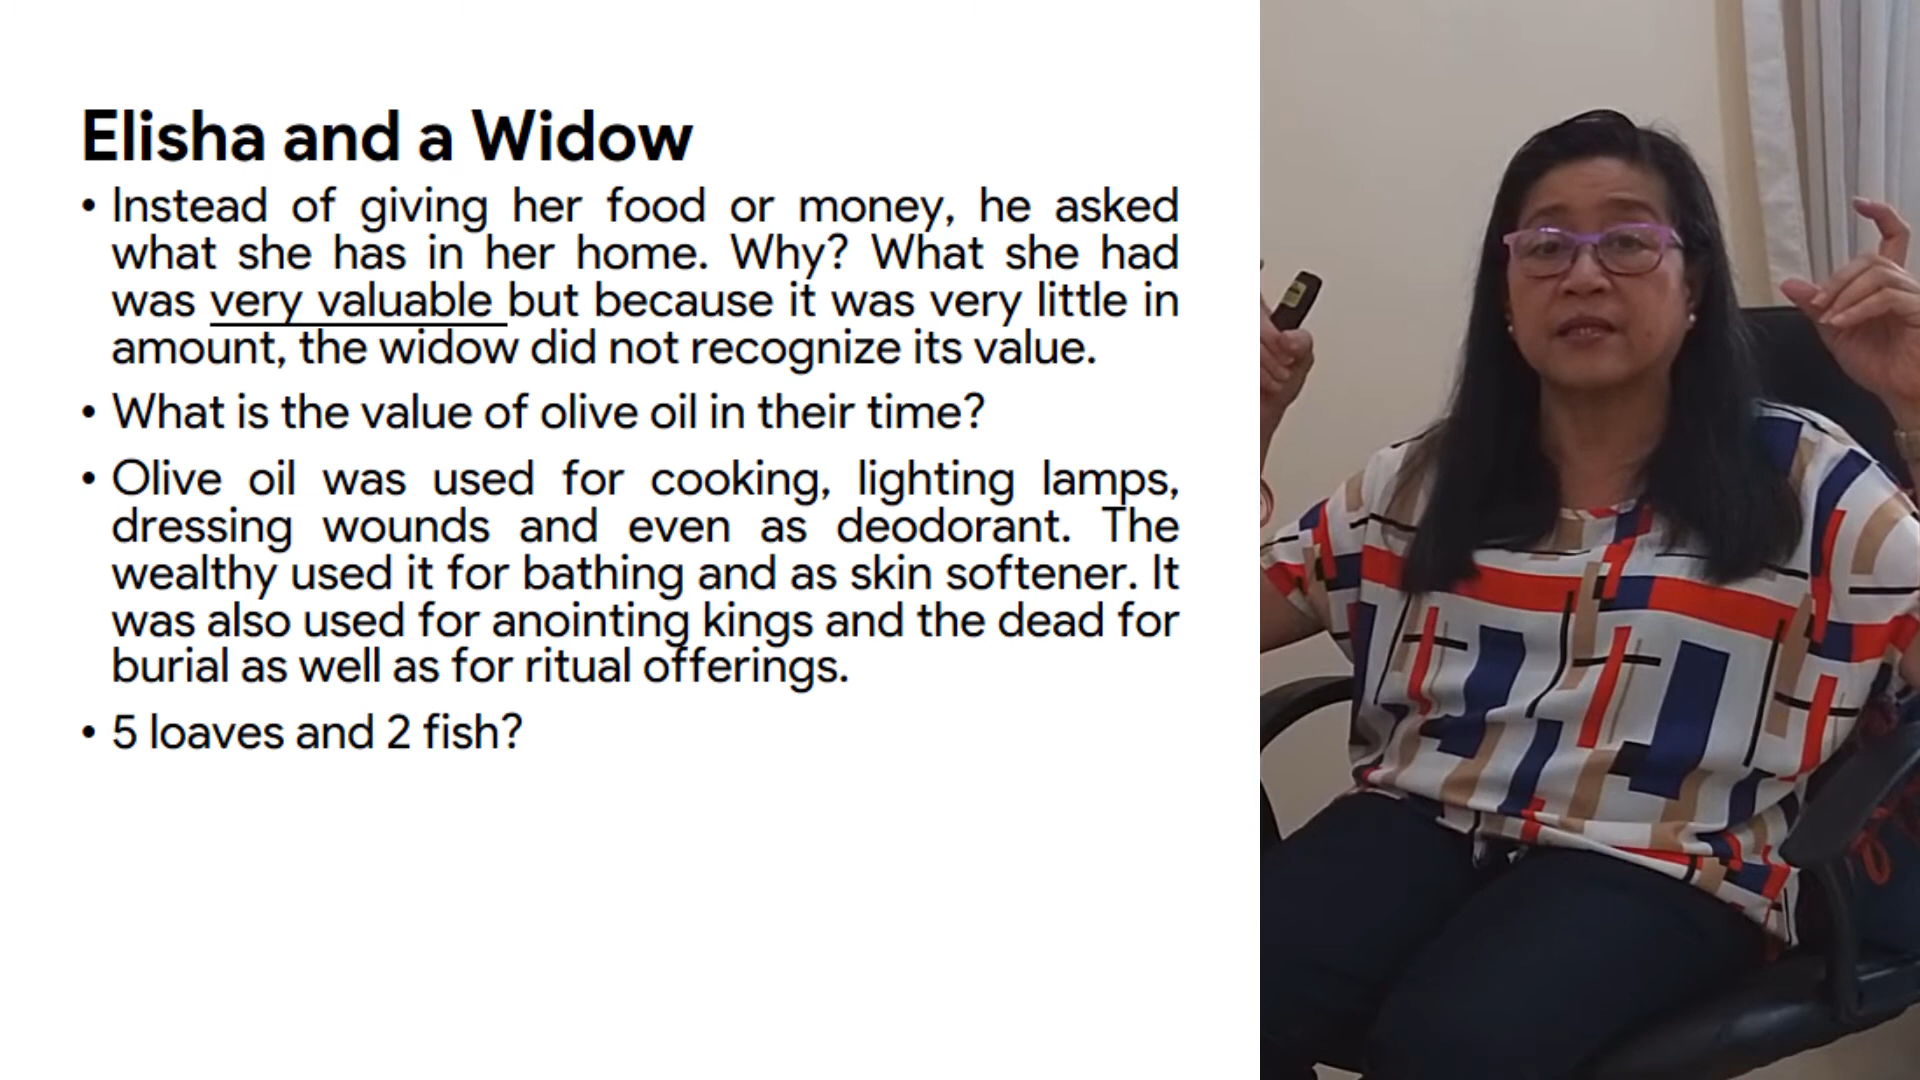 Elisha and a Widow
• Instead of giving her food or money, he asked
what she has in her home. Why? What she had
was very valuable but because it was very little in
amount, the widow did not recognize its value.
• What is the value of olive oil in their time?
• Olive oil was used for cooking, lighting lamps,
dressing wounds and even as deodorant. The
wealthy used it for bathing and as skin softener. It
was also used for anointing kings and the dead for
burial as well as for ritual offerings.
• 5 loaves and 2 fish?